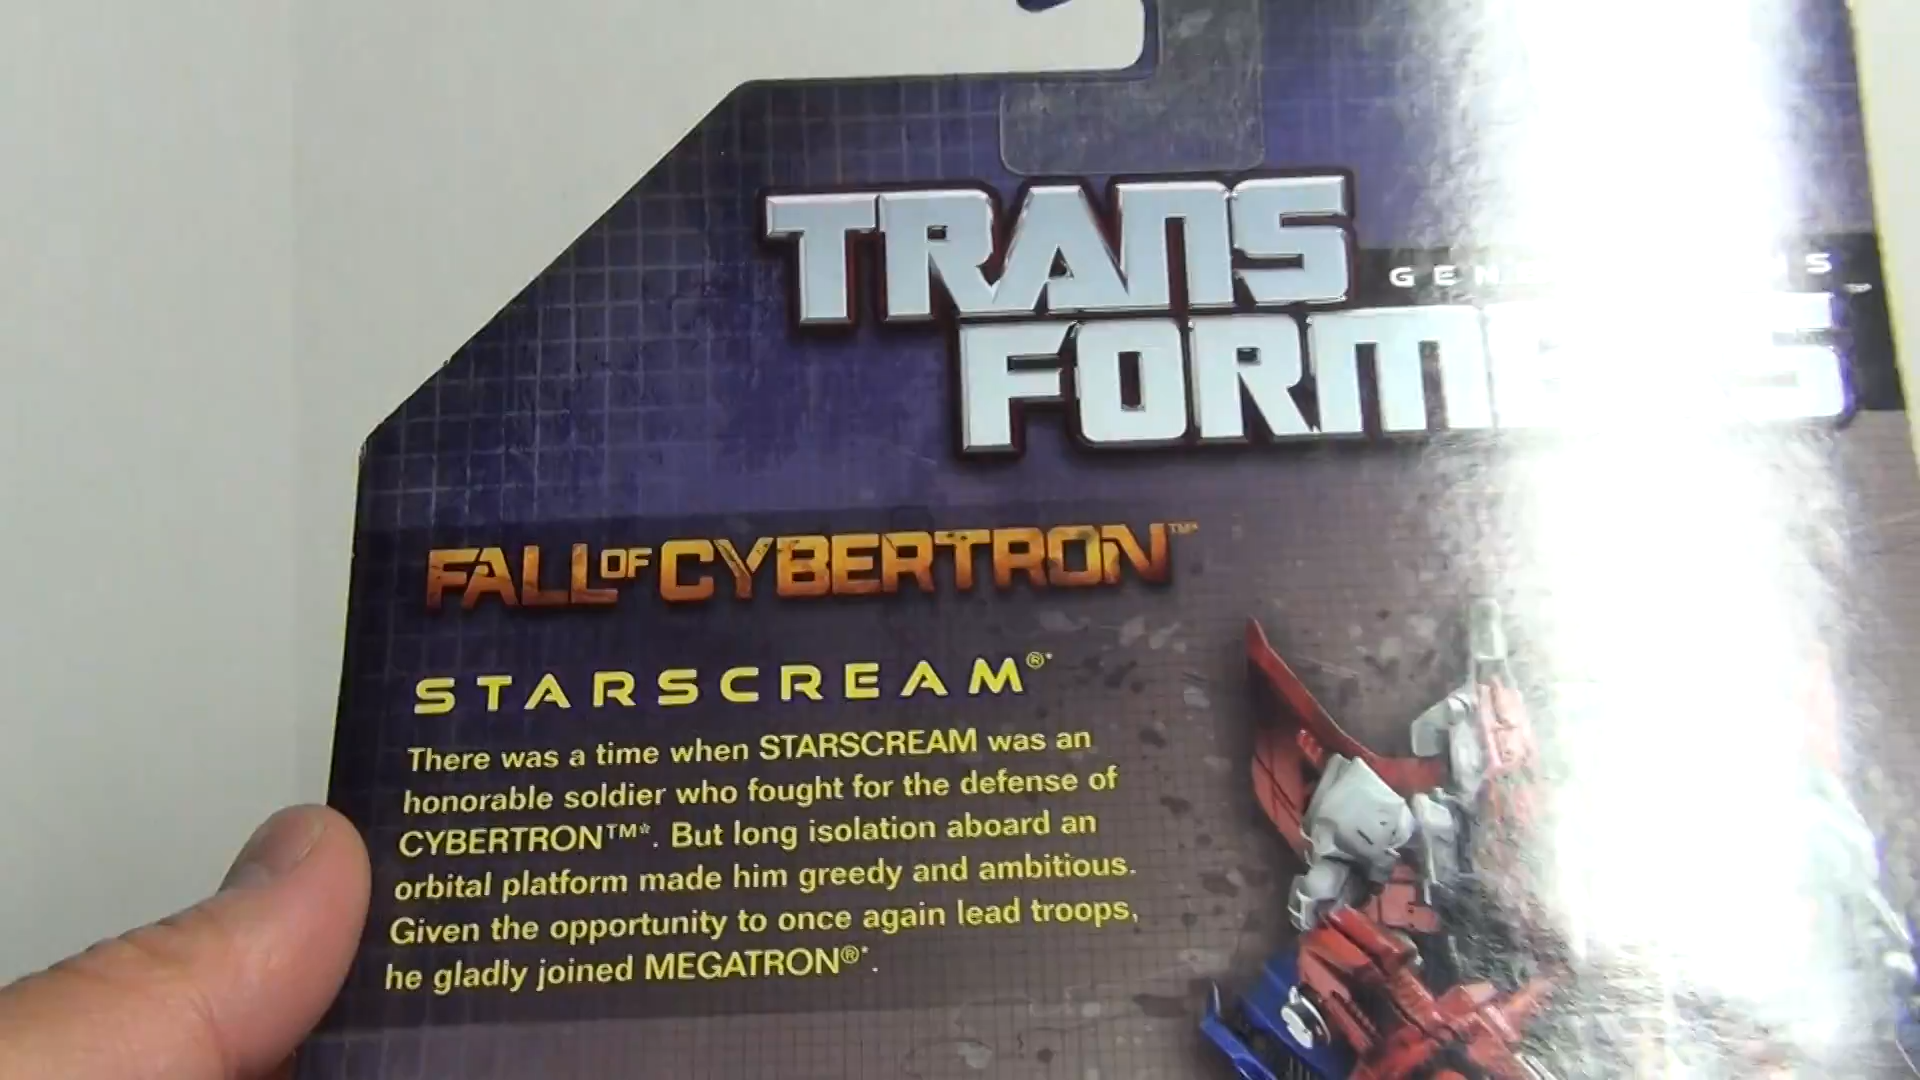 TRANS
FORM
FALL OF CYBERTRON™
STARSCREAM®*
There was a time when STARSCREAM was an
honorable soldier who fought for the defense of
CYBERTRON™*. But long isolation aboard an
orbital platform made him greedy and ambitious.
Given the opportunity to once again lead troops,
he gladly joined MEGATRON®*.